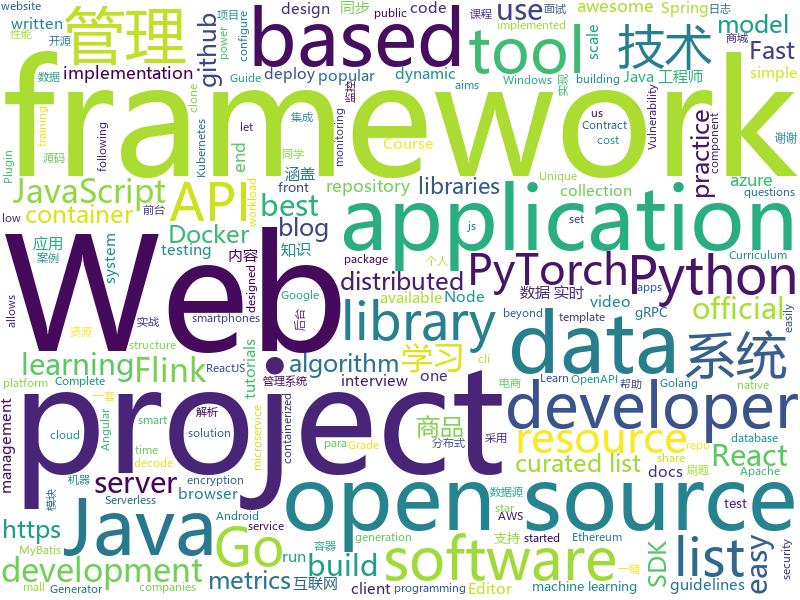 website written 管理 design 同步 code use awesome Spring 日志
性能 项目 public 课程 implemented 面试
开源 github model scale Fast 商城
implementation deploy popular dynamic Java 工程师
power Guide configure 数据 Windows building 实现 simple
framework
based tool 技术
clone training Plugin 源码 Kubernetes following 集成 同学 编程 monitoring aims let us Contract cost Vulnerability practice component 谢谢
JavaScript API end 涵盖 repository libraries Unique collection azure
container best front workload js set questions
low 前台 Docker blog application
应用 案例 system testing 知识 内容 package 个人 apps Curriculum
allows 实战 designed 后台 distributed PyTorch Python
Web smartphones Google available Node 数据 实时 beyond gRPC official
资源 library video template easily
structure ReactJS tutorials data 系统
learning Flink algorithm 学习 cli
platform Complete 一套 smart Angular 管理系统 interview one Learn OpenAPI Golang native
management cloud 解析 商品 电商 帮助 database
project developer
decode solution para Grade 分布式 采用 repo
time microservice containerized resource share 刷题
server curated list docs React
机器 模块 Serverless browser encryption 数据源 Apache
Java open source
https Android service star test
MyBatis AWS 支持 started Ethereum
Go software easy SDK list
development run 容器 generation
build client programming Editor 一键 guidelines
mall Generator companies metrics 互联网 machine learning security